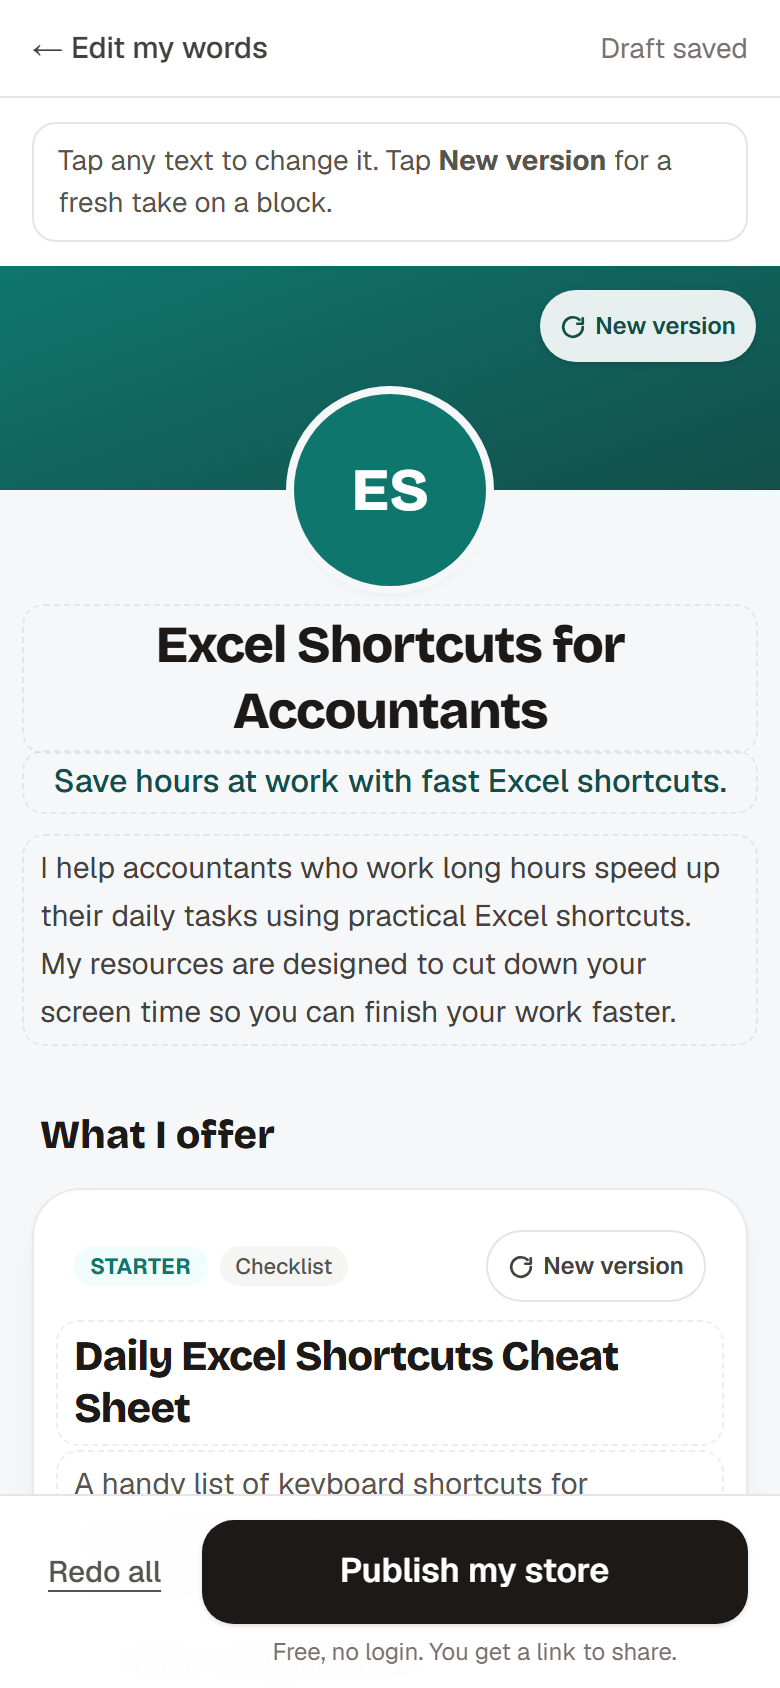 ← Edit my words
Draft saved
Tap any text to change it. Tap New version for a
fresh take on a block.
New version
ES
Excel Shortcuts for
Accountants
Save hours at work with fast Excel shortcuts.
I help accountants who work long hours speed up
their daily tasks using practical Excel shortcuts.
My resources are designed to cut down your
screen time so you can finish your work faster.
What I offer
STARTER
Checklist
New version
Daily Excel Shortcuts Cheat
Sheet
A handy list of keyboard shortcuts for
Redo all
Publish my store
Free, no login. You get a link to share.